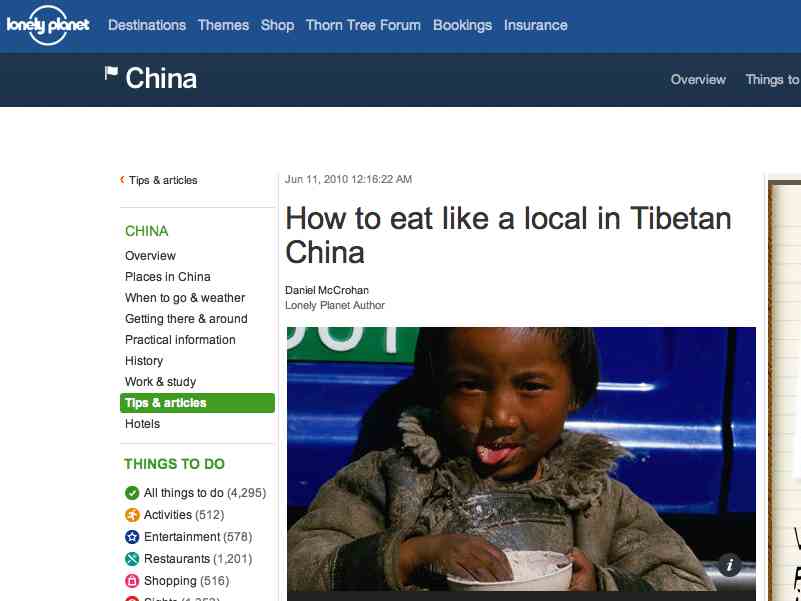 lonely planet
Destinations Themes Shop Thorn Tree Forum Bookings Insurance
China
Overview Things to
‹ Tips & articles
Jun 11, 2010 12:16:22 AM
How to eat like a local in Tibetan
China
Daniel McCrohan
Lonely Planet Author
CHINA
Overview
Places in China
When to go & weather
Getting there & around
Practical information
History
Work & study
Tips & articles
Hotels
THINGS TO DO
All things to do (4,295)
Activities (512)
Entertainment (578)
Restaurants (1,201)
Shopping (516)
i